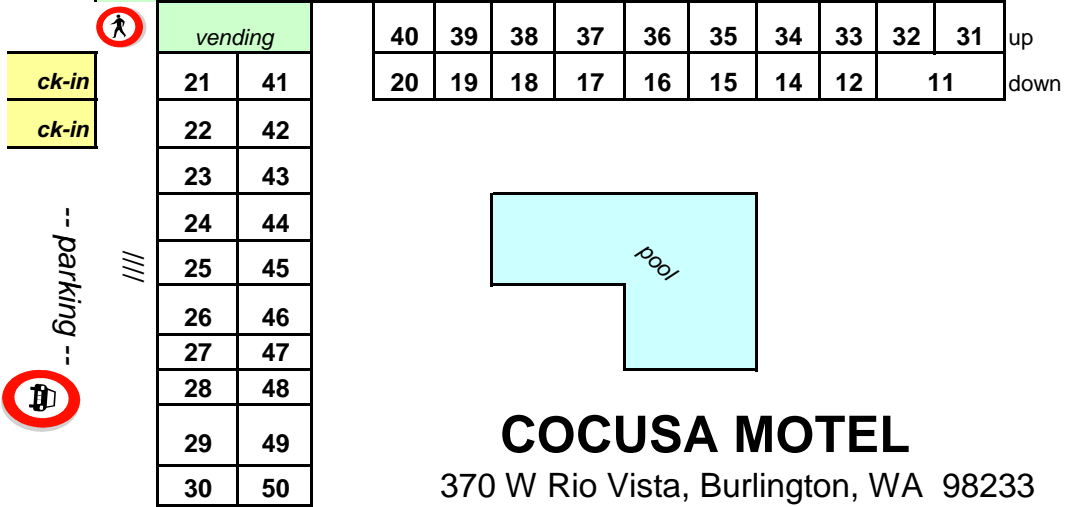 vending 40 39 38 37 36 35 34 33 32 31 up
ck-in 21 41 20 19 18 17 16 15 14 12 11 down
ck-in 22 42
23 43
24 44
25 45
26 46
27 47
28 48
29 49
30 50
-- parking --
////
pool
COCUSA MOTEL
370 W Rio Vista, Burlington, WA 98233